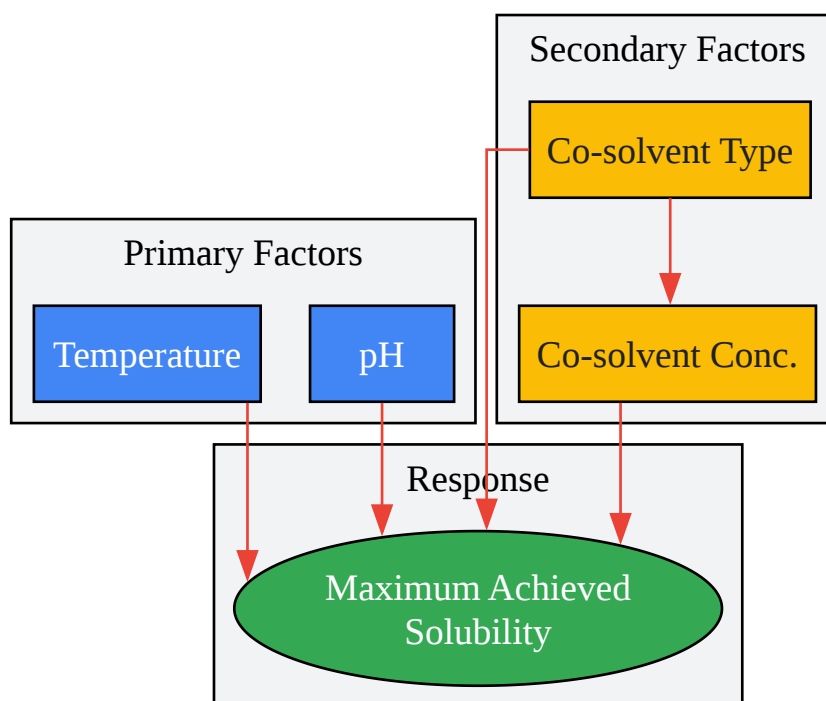 Secondary Factors
Co-solvent Type
Primary Factors
Temperature
pH
Co-solvent Conc.
Response
Maximum Achieved
Solubility